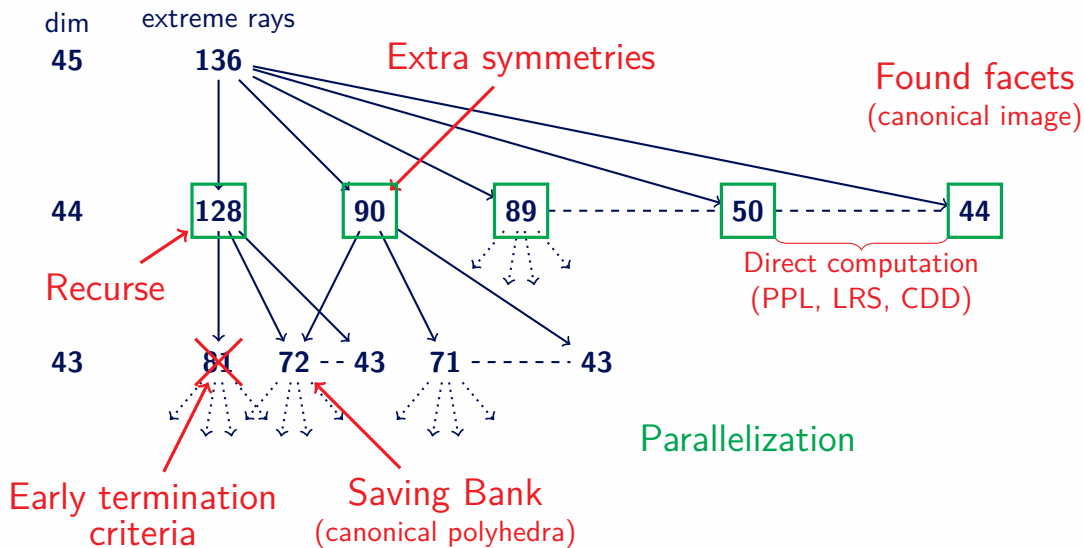 dim
extreme rays
45
136
Extra symmetries
Found facets
(canonical image)
44
128
90
89
50
44
Recurse
Direct computation
(PPL, LRS, CDD)
43
81
72
43
71
43
Parallelization
Early termination
criteria
Saving Bank
(canonical polyhedra)